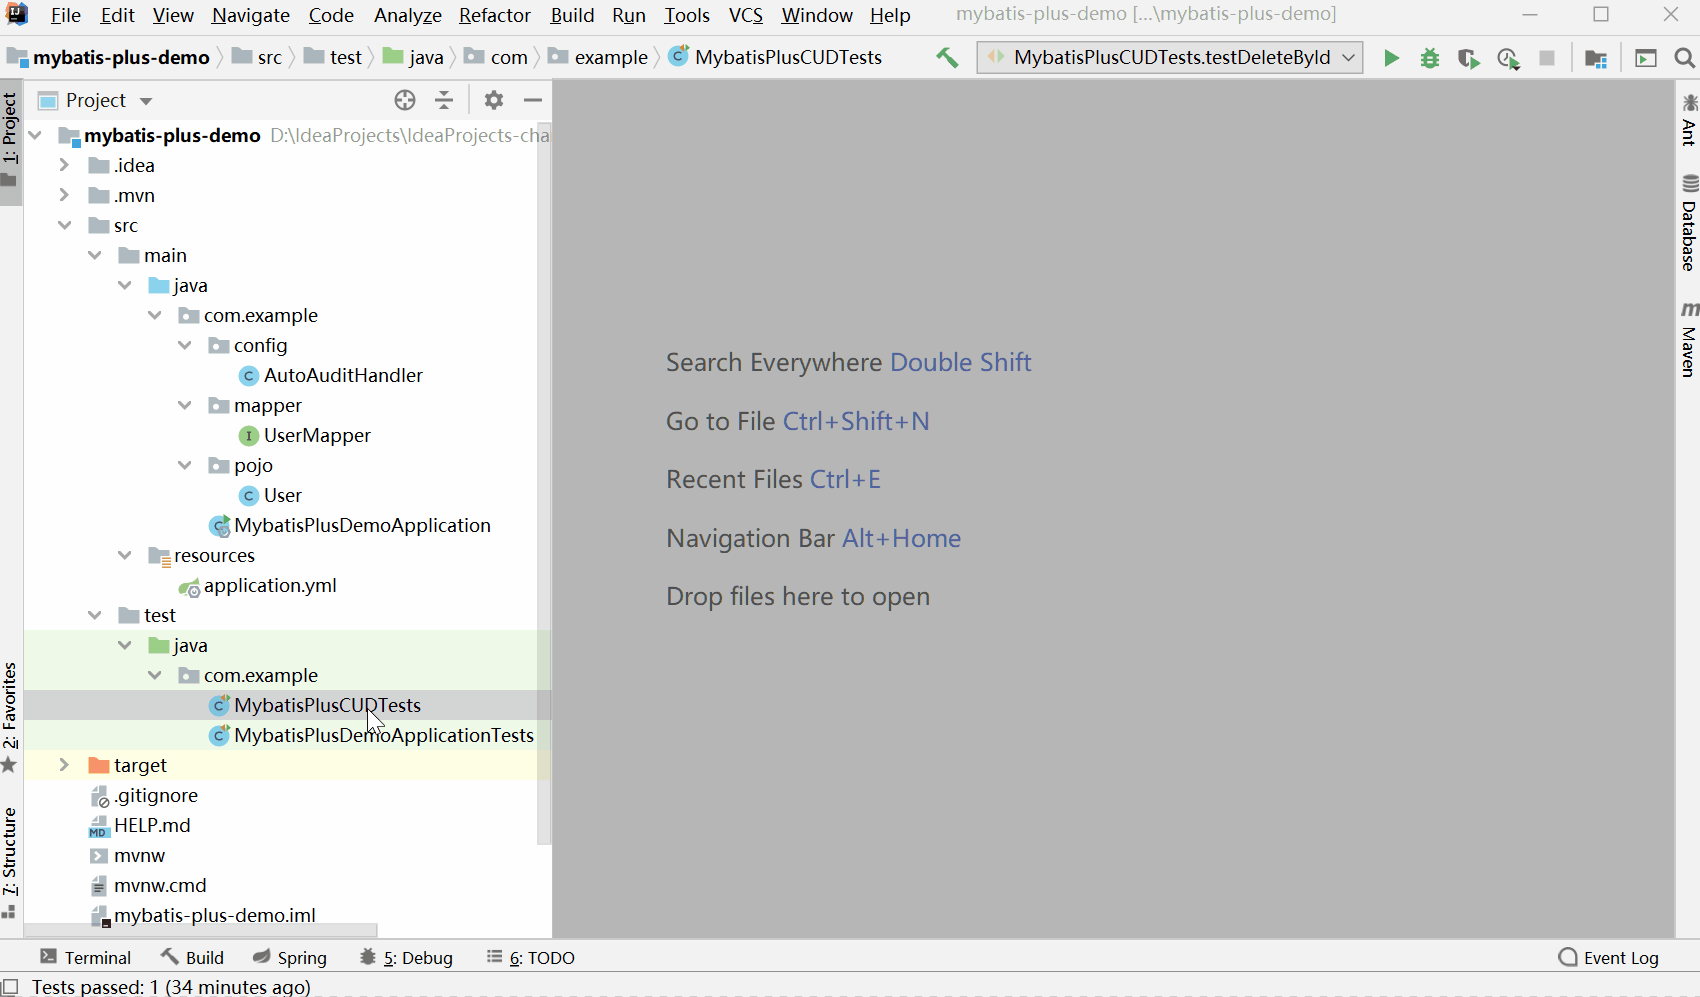 File Edit View Navigate Code Analyze Refactor Build Run Tools VCS Window Help mybatis-plus-demo [...\mybatis-plus-demo]
mybatis-plus-demo src test java com example MybatisPlusCUDTests MybatisPlusCUDTests.testDeleteById
Project
mybatis-plus-demo D:\IdeaProjects\IdeaProjects-cha
.idea
.mvn
src
main
java
com.example
config
AutoAuditHandler
mapper
UserMapper
pojo
User
MybatisPlusDemoApplication
resources
application.yml
test
java
com.example
MybatisPlusCUDTests
MybatisPlusDemoApplicationTests
target
.gitignore
HELP.md
mvnw
mvnw.cmd
mybatis-plus-demo.iml
1: Project
2: Favorites
7: Structure
Search Everywhere Double Shift
Go to File Ctrl+Shift+N
Recent Files Ctrl+E
Navigation Bar Alt+Home
Drop files here to open
Ant
Database
Maven
Terminal Build Spring 5: Debug 6: TODO Event Log
Tests passed: 1 (34 minutes ago)